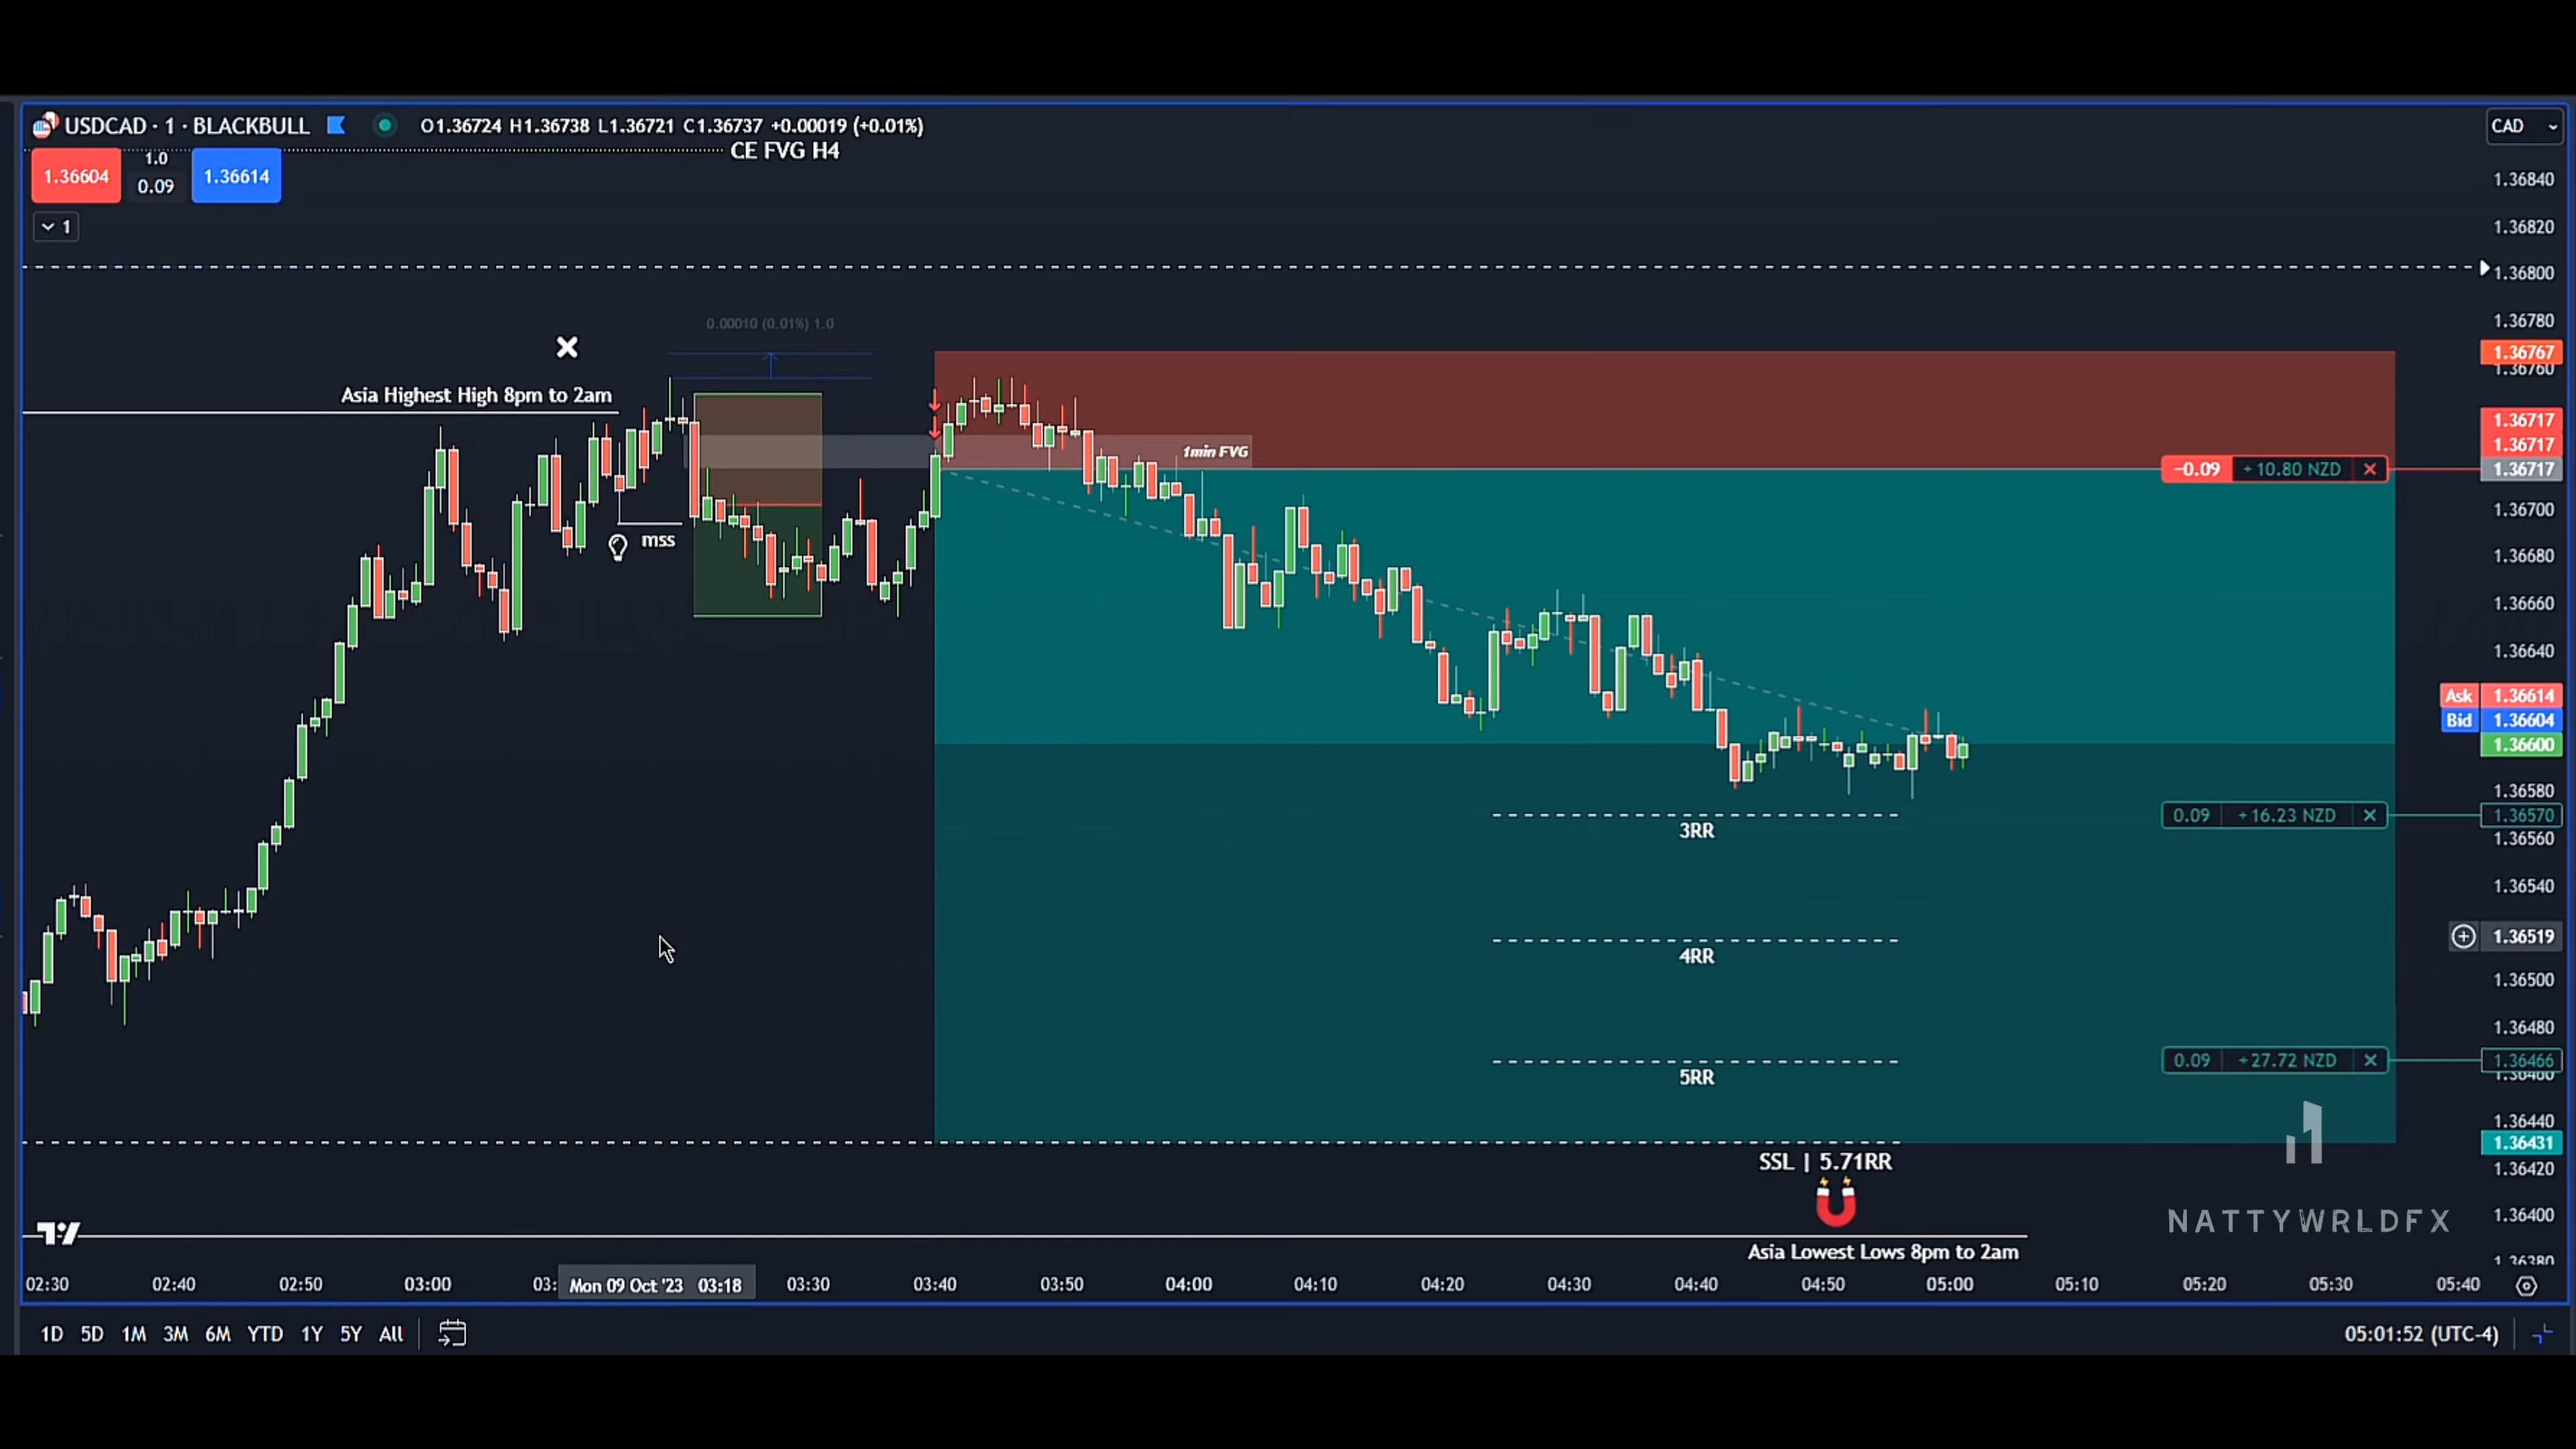 USDCAD · 1 · BLACKBULL O1.36724 H1.36738 L1.36721 C1.36737 +0.00019 (+0.01%)
CAD
CE FVG H4
1.36604
1.0
0.09
1.36614
1
1.36840
1.36820
1.36800
1.36780
1.36767
1.36760
0.00010 (0.01%) 1.0
Asia Highest High 8pm to 2am
1.36717
1.36717
1.36717
1min FVG
−0.09 +10.80 NZD
mss
1.36700
1.36680
1.36660
1.36640
Ask 1.36614
Bid 1.36604
1.36600
1.36580
0.09 +16.23 NZD
1.36570
3RR
1.36560
1.36540
1.36519
4RR
1.36500
1.36480
0.09 +27.72 NZD
1.36466
1.36460
5RR
1.36440
1.36431
1.36420
SSL | 5.71RR
1.36400
NATTYWRLDFX
Asia Lowest Lows 8pm to 2am
1.36380
02:30 02:40 02:50 03:00 03: Mon 09 Oct '23 03:18 03:30 03:40 03:50 04:00 04:10 04:20 04:30 04:40 04:50 05:00 05:10 05:20 05:30 05:40
1D 5D 1M 3M 6M YTD 1Y 5Y All
05:01:52 (UTC-4)